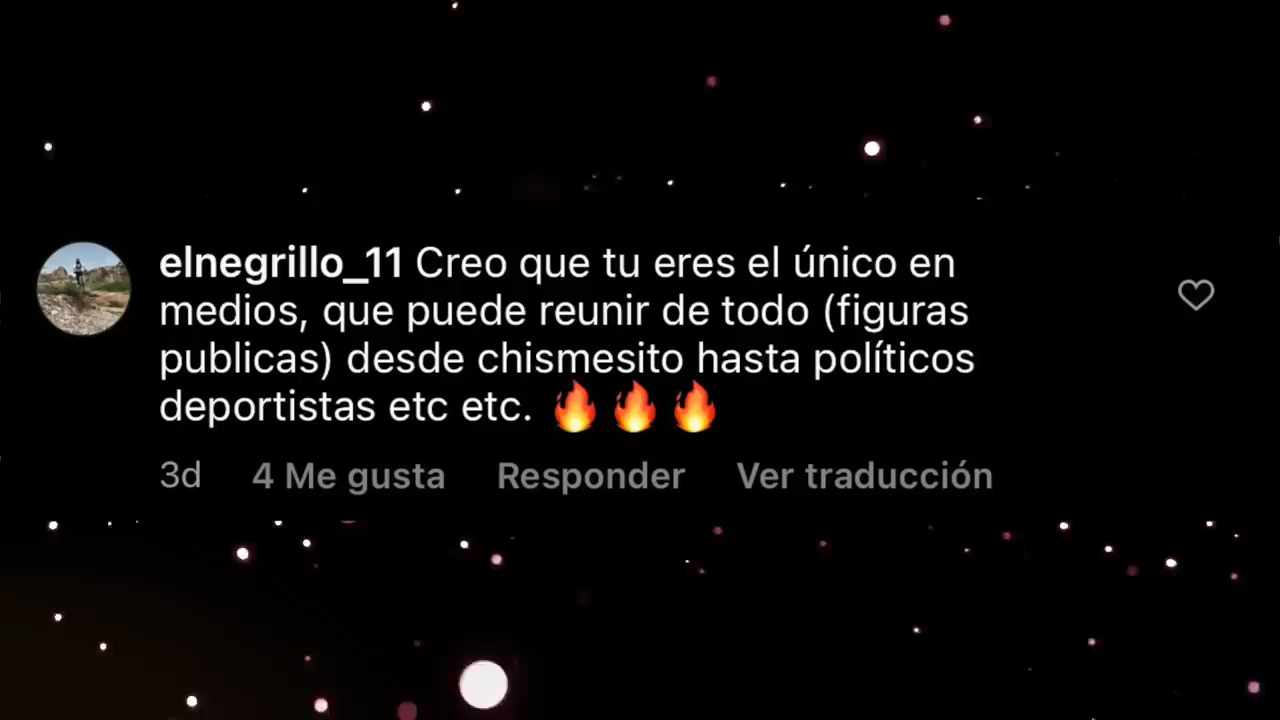 elnegrillo_11 Creo que tu eres el único en
medios, que puede reunir de todo (figuras
publicas) desde chismesito hasta políticos
deportistas etc etc. 🔥🔥🔥
3d 4 Me gusta Responder Ver traducción